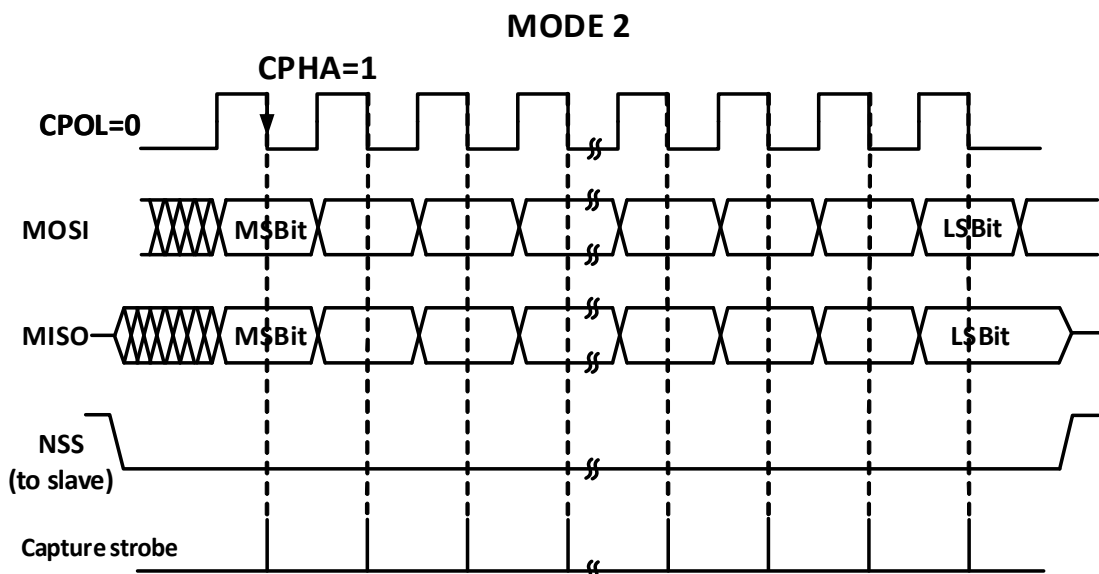 MODE 2
CPHA=1
CPOL=0
MOSI
MSBit
LSBit
MISO
MSBit
LSBit
NSS
(to slave)
Capture strobe